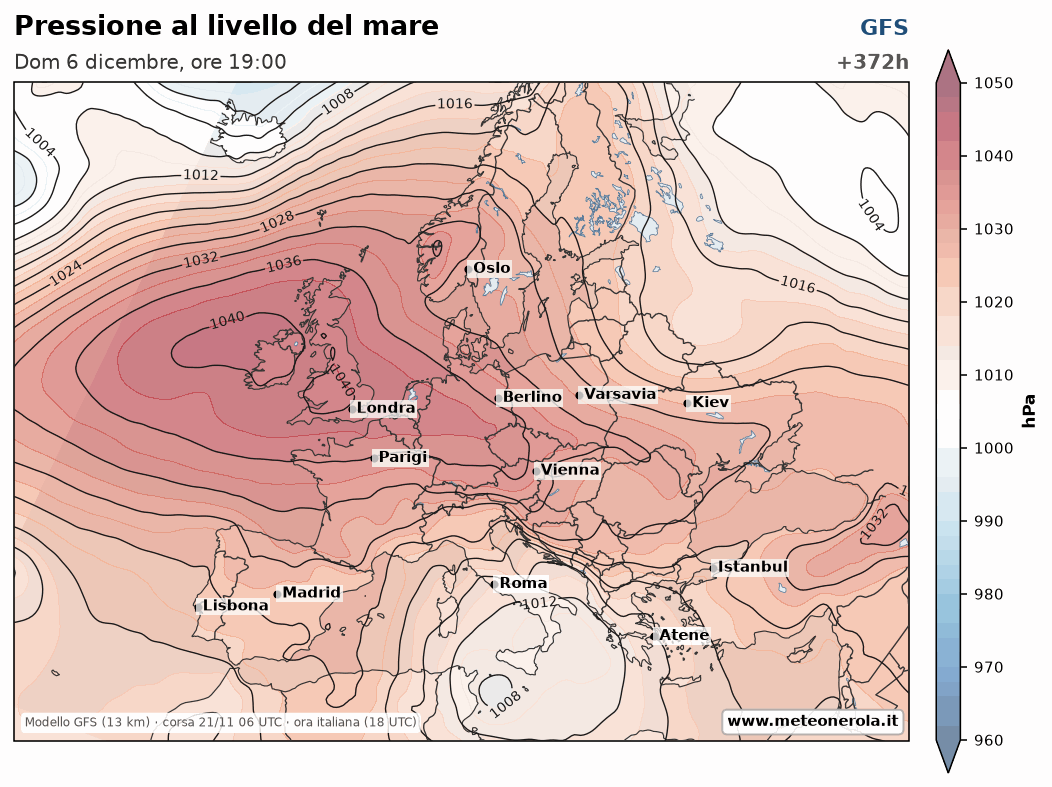 Pressione al livello del mare
GFS
Dom 6 dicembre, ore 19:00
+372h
1008
1016
1004
1012
1028
1024
1032
1036
1004
1016
Oslo
1040
1040
Londra
Berlino
Varsavia
Kiev
Parigi
Vienna
1032
Istanbul
Roma
Madrid
Lisbona
1012
Atene
1008
Modello GFS (13 km) · corsa 21/11 06 UTC · ora italiana (18 UTC)
www.meteonerola.it
1050
1040
1030
1020
1010
1000
990
980
970
960
hPa